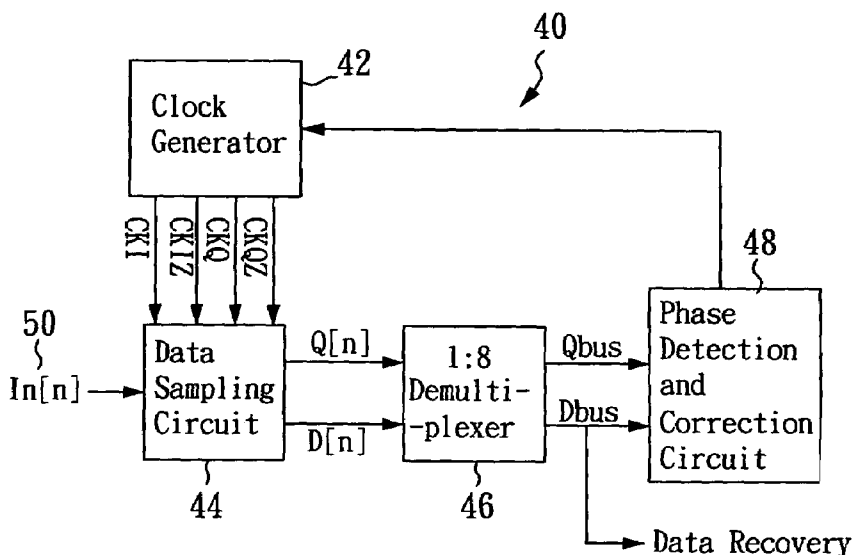 40
42
Clock
Generator
CKI
CKIZ
CKQ
CKQZ
50
In[n]
Data
Sampling
Circuit
44
Q[n]
D[n]
1:8
Demulti-
-plexer
46
Qbus
Dbus
48
Phase
Detection
and
Correction
Circuit
Data Recovery